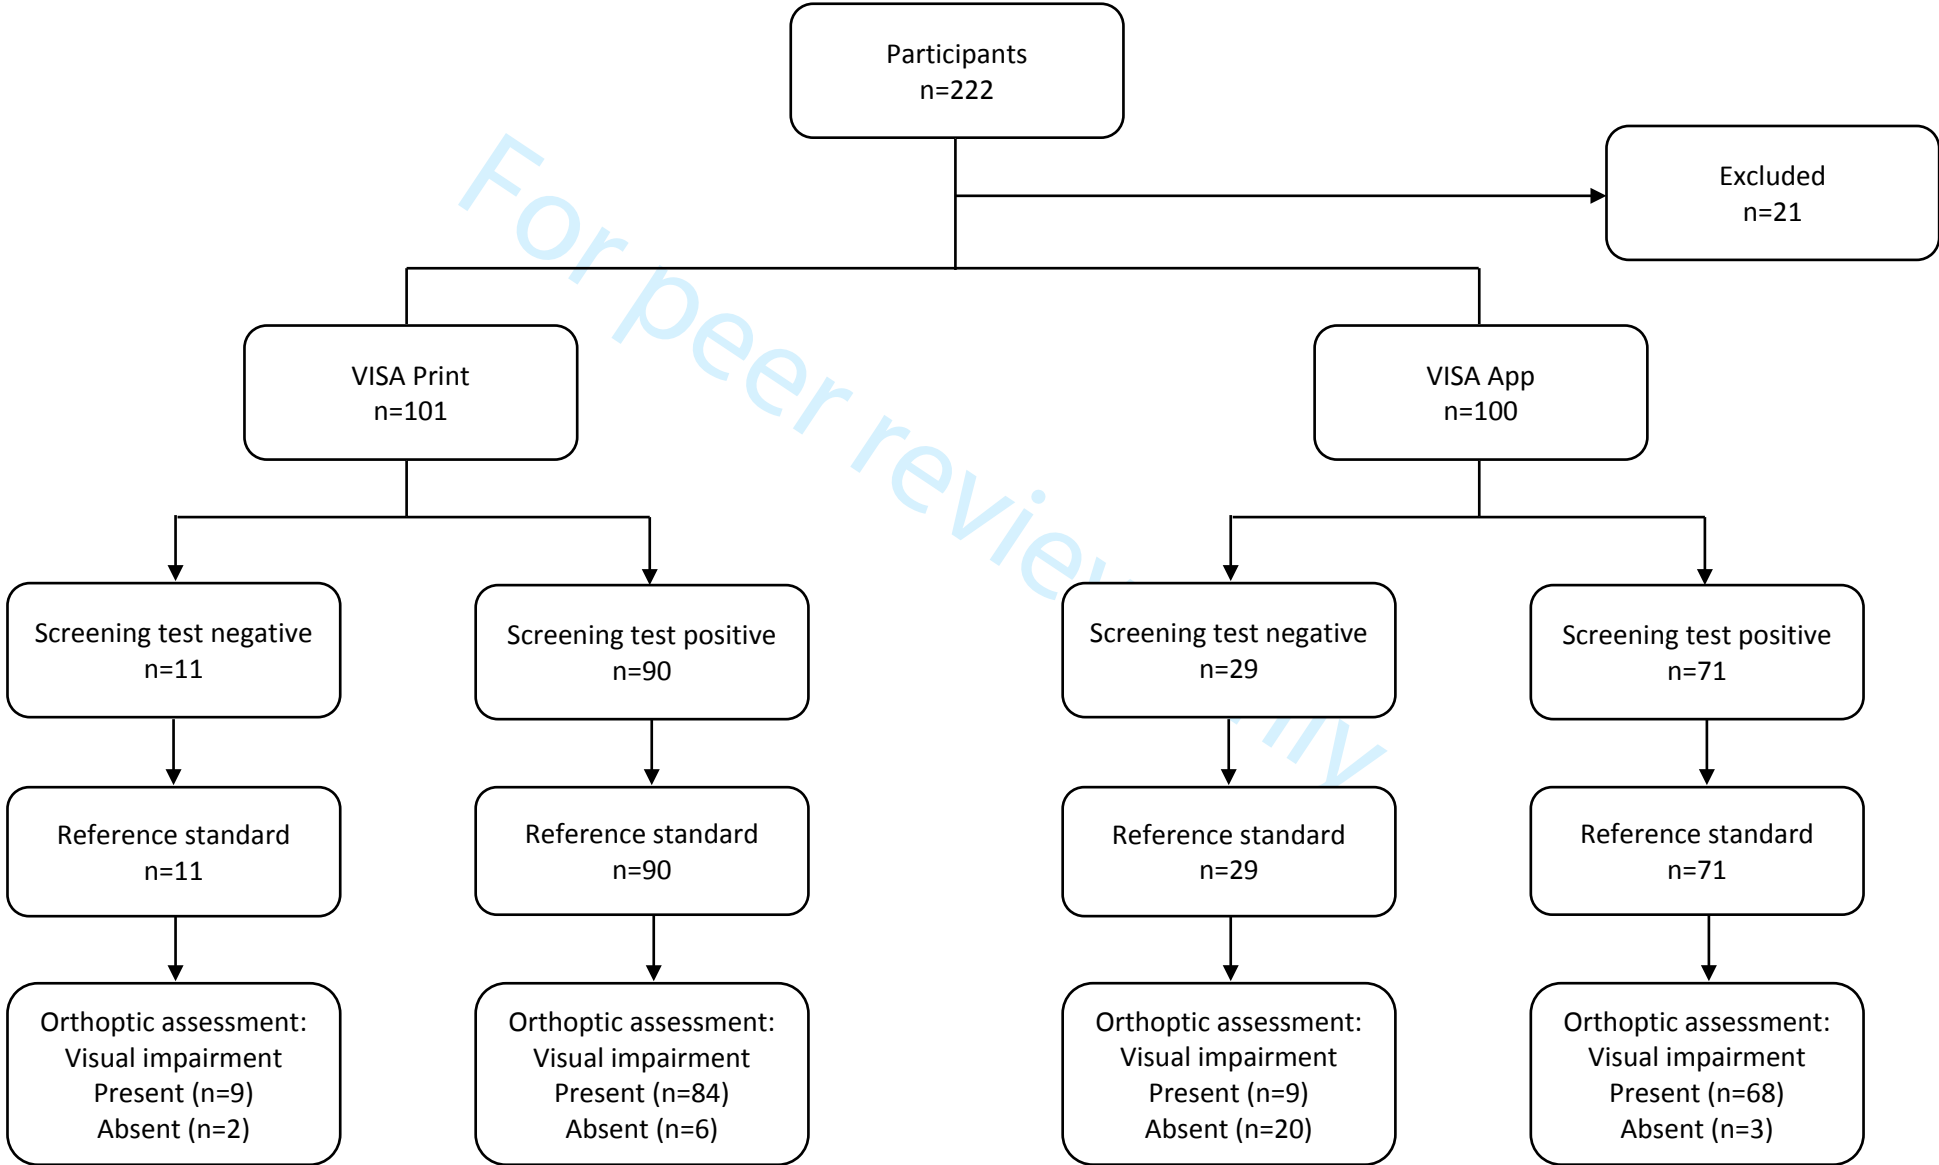 Participants
n=222
Excluded
n=21
For peer review only
VISA Print
n=101
VISA App
n=100
Screening test negative
n=11
Screening test positive
n=90
Screening test negative
n=29
Screening test positive
n=71
Reference standard
n=11
Reference standard
n=90
Reference standard
n=29
Reference standard
n=71
Orthoptic assessment:
Visual impairment
Present (n=9)
Absent (n=2)
Orthoptic assessment:
Visual impairment
Present (n=84)
Absent (n=6)
Orthoptic assessment:
Visual impairment
Present (n=9)
Absent (n=20)
Orthoptic assessment:
Visual impairment
Present (n=68)
Absent (n=3)